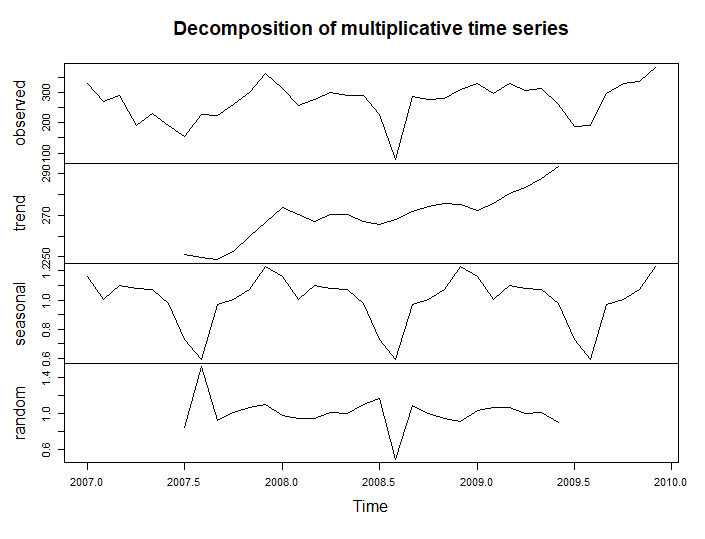 Decomposition of multiplicative time series
observed
100 200 300
trend
250 270 290
seasonal
0.6 0.8 1.0 1.2
random
0.6 1.0 1.4
2007.0 2007.5 2008.0 2008.5 2009.0 2009.5 2010.0
Time